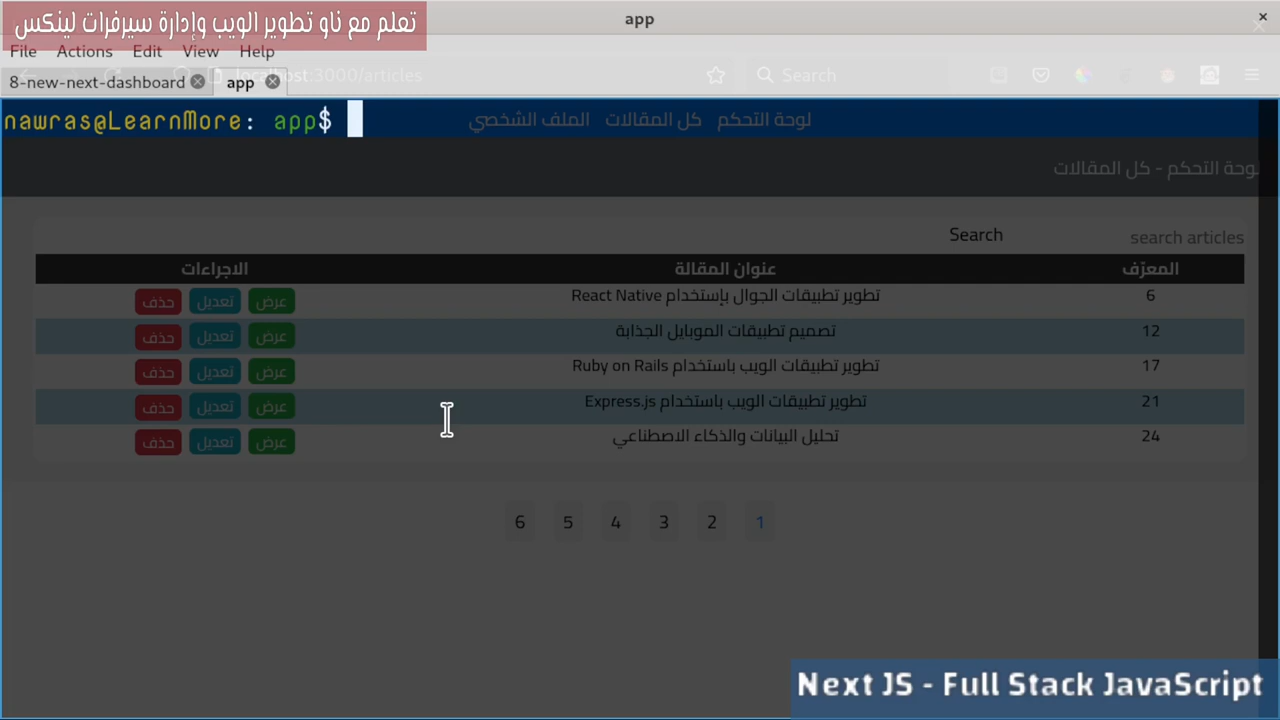 تعلم مع ناو تطوير الويب وإدارة سيرفرات لينكس
app
File Actions Edit View Help
localhost:3000/articles
Search
8-new-next-dashboard app
nawras@LearnMore: app$
لوحة التحكم كل المقالات الملف الشخصي
لوحة التحكم - كل المقالات
Search search articles
المعرّف عنوان المقالة الاجراءات
6 تطوير تطبيقات الجوال بإستخدام React Native عرض تعديل حذف
12 تصميم تطبيقات الموبايل الجذابة عرض تعديل حذف
17 تطوير تطبيقات الويب باستخدام Ruby on Rails عرض تعديل حذف
21 تطوير تطبيقات الويب باستخدام Express.js عرض تعديل حذف
24 تحليل البيانات والذكاء الاصطناعي عرض تعديل حذف
1 2 3 4 5 6
Next JS - Full Stack JavaScript